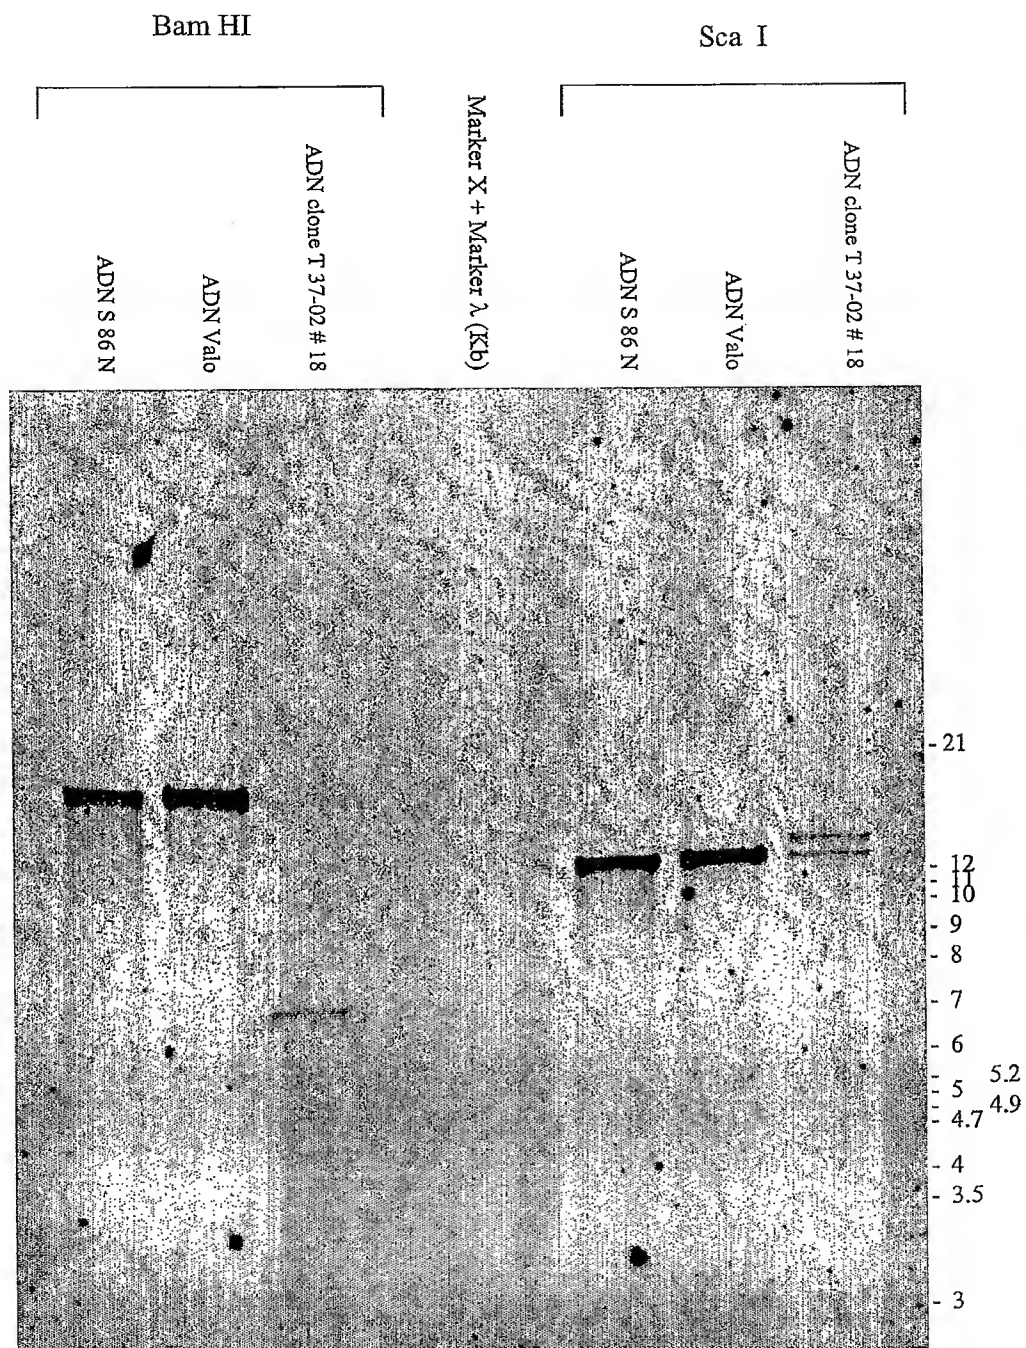 Bam HI
Sca I
ADN S 86 N
ADN Valo
ADN clone T 37-02 # 18
Marker X + Marker λ (Kb)
ADN S 86 N
ADN Valo
ADN clone T 37-02 # 18
- 21
- 12
- 11
- 10
- 9
- 8
- 7
- 6
- 5.2
- 5
- 4.9
- 4.7
- 4
- 3.5
- 3